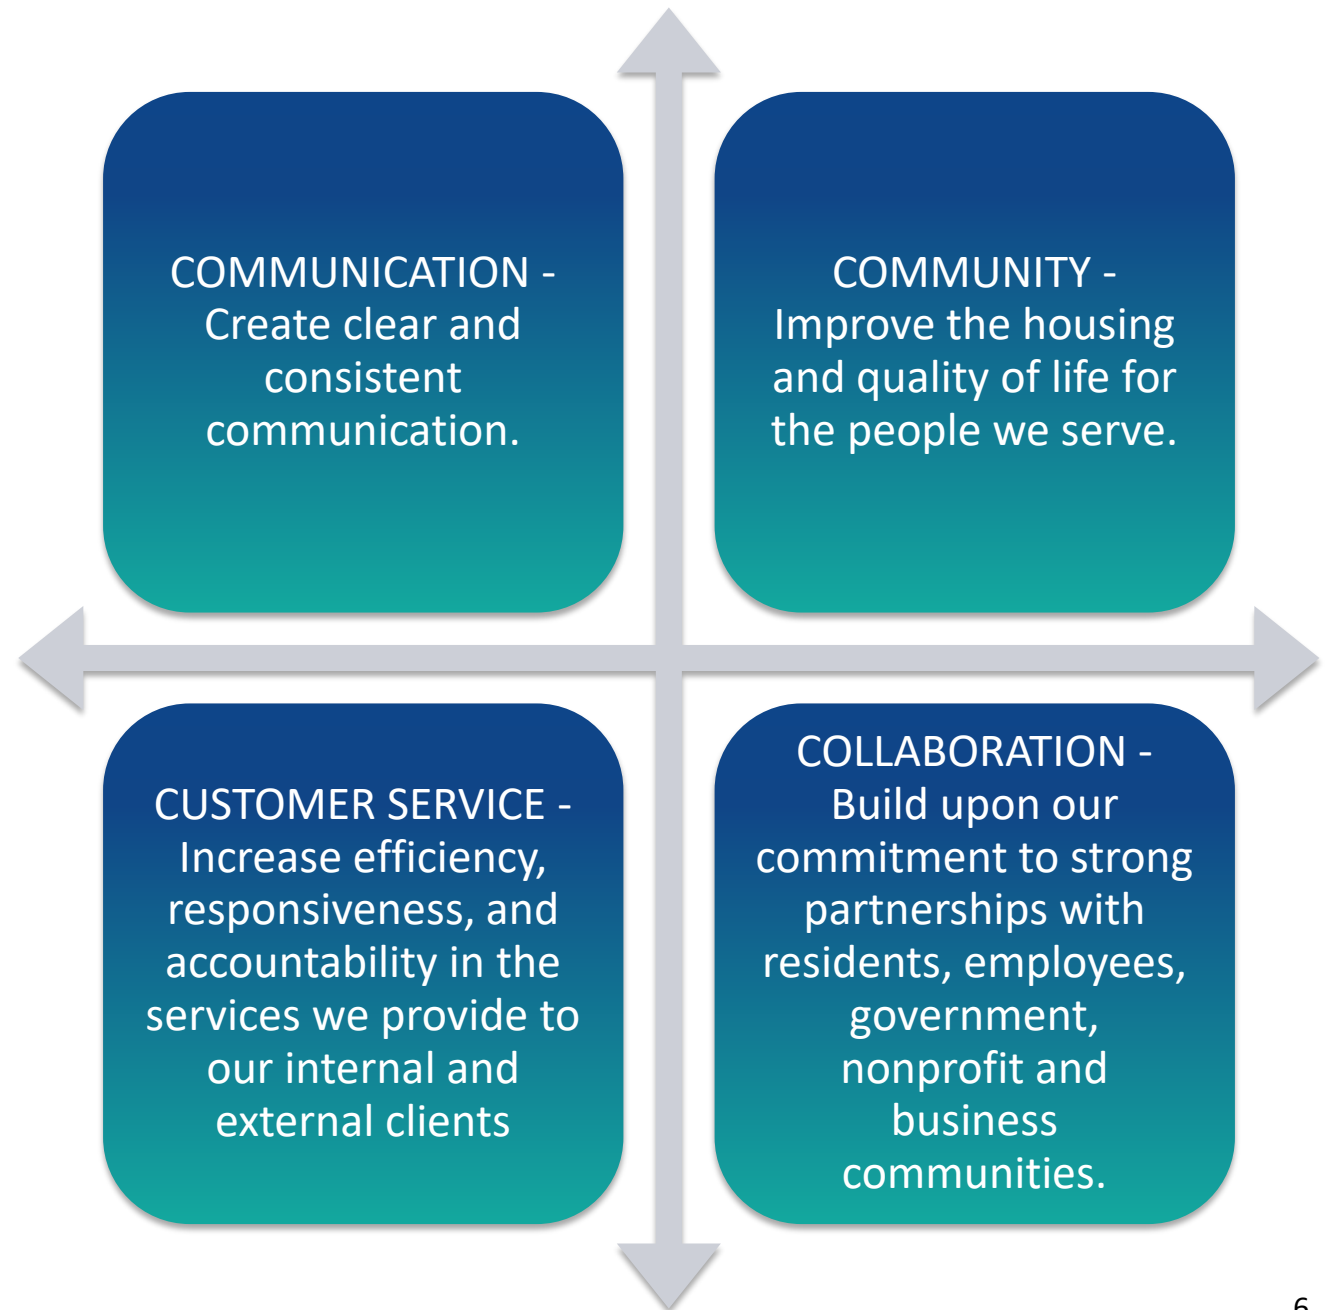 COMMUNICATION -
Create clear and
consistent
communication.
COMMUNITY -
Improve the housing
and quality of life for
the people we serve.
CUSTOMER SERVICE -
Increase efficiency,
responsiveness, and
accountability in the
services we provide to
our internal and
external clients
COLLABORATION -
Build upon our
commitment to strong
partnerships with
residents, employees,
government,
nonprofit and
business
communities.
6